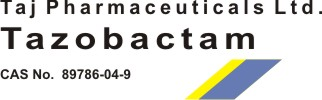 Taj Pharmaceuticals Ltd.
Tazobactam
CAS No. 89786-04-9